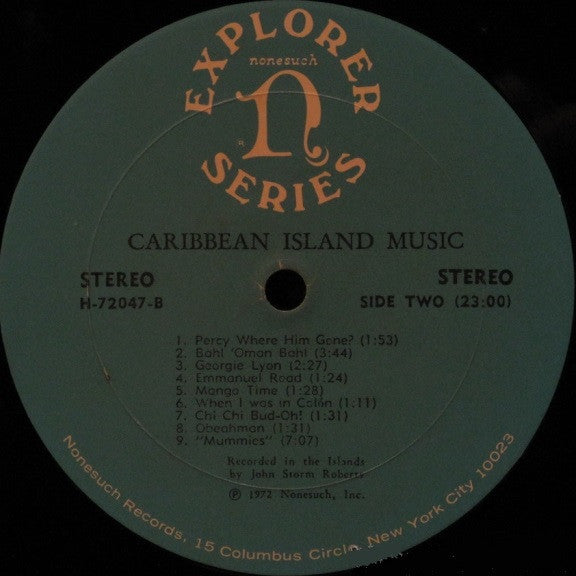 EXPLORER
nonesuch
n
R
SERIES
CARIBBEAN ISLAND MUSIC
STEREO
H-72047-B
STEREO
SIDE TWO (23:00)
1. Percy Where Him Gone? (1:53)
2. Bahl 'Oman Bahl (3:44)
3. Georgie Lyon (2:27)
4. Emmanuel Road (1:24)
5. Mango Time (1:28)
6. When I was in Colón (1:11)
7. Chi Chi Bud-Oh! (1:31)
8. Obeahman (1:31)
9. "Mummies" (7:07)
Recorded in the Islands
by John Storm Roberts
℗ 1972 Nonesuch, Inc.
Nonesuch Records, 15 Columbus Circle, New York City 10023